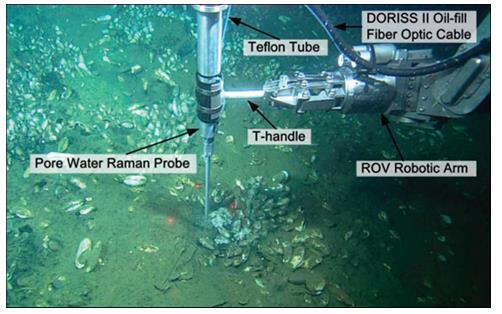 DORISS II Oil-fill
Fiber Optic Cable
Teflon Tube
T-handle
Pore Water Raman Probe
ROV Robotic Arm